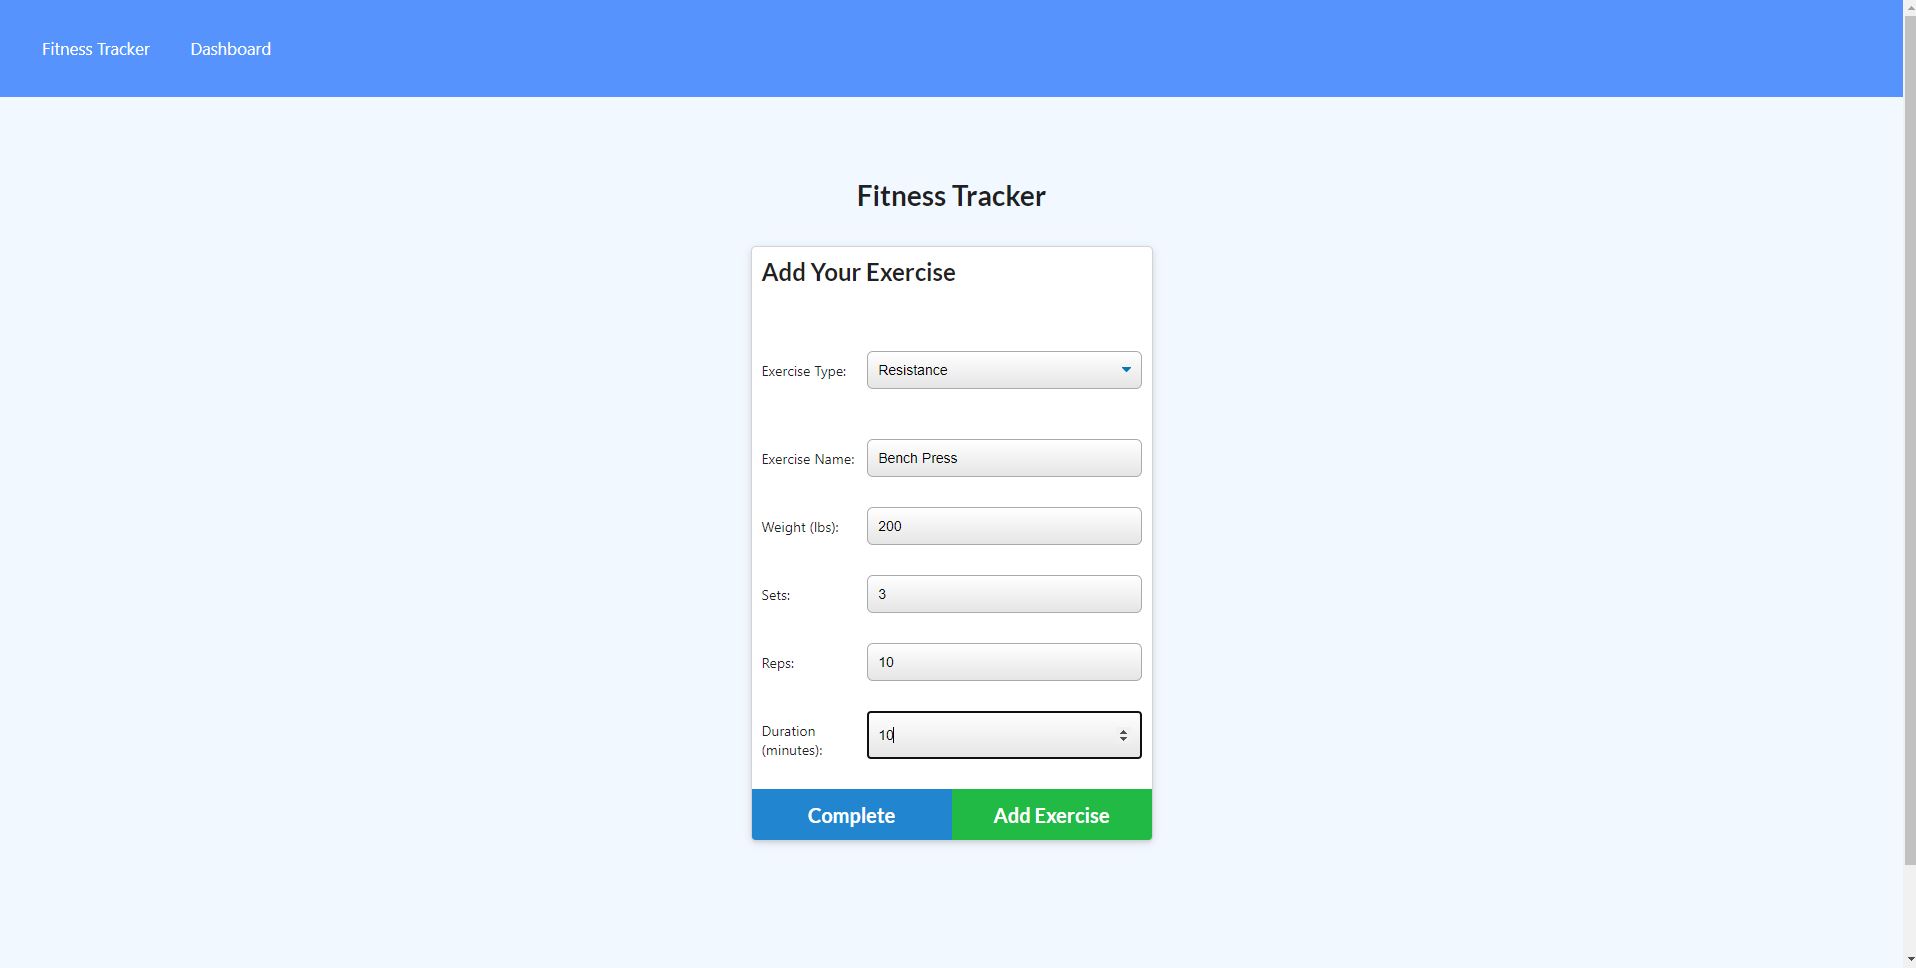 Fitness Tracker Dashboard
Fitness Tracker
Add Your Exercise
Exercise Type: Resistance
Exercise Name: Bench Press
Weight (lbs): 200
Sets: 3
Reps: 10
Duration
(minutes): 10
Complete Add Exercise